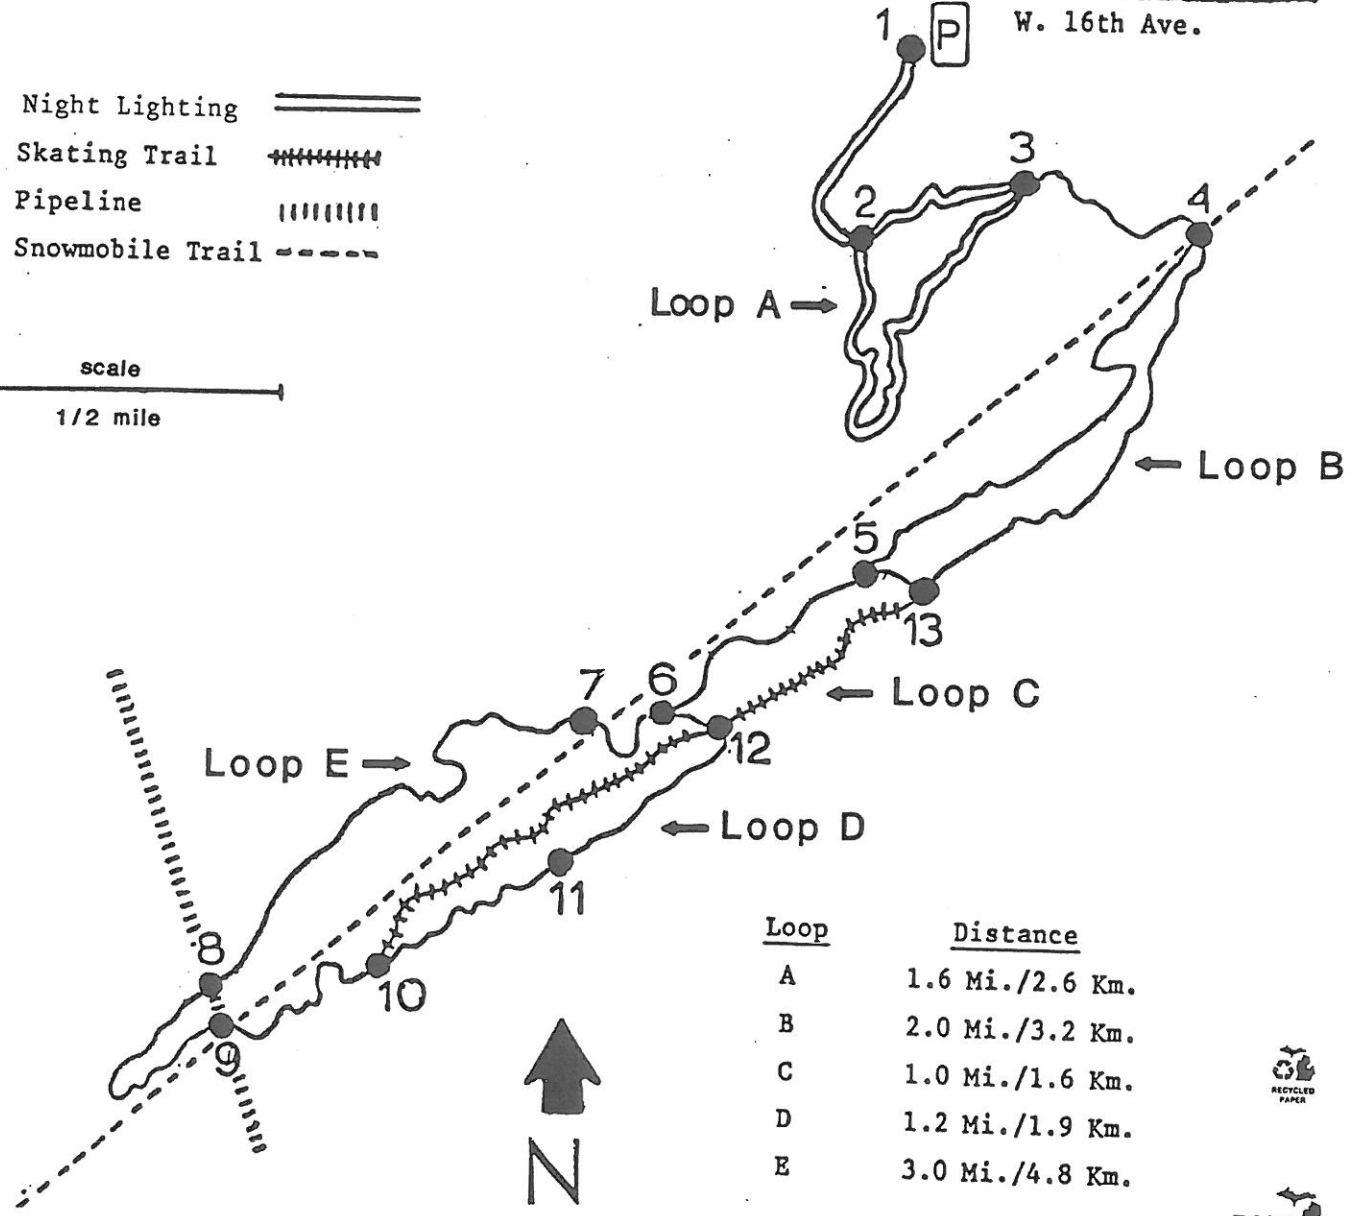 W. 16th Ave.
1 P
Night Lighting
Skating Trail
Pipeline
Snowmobile Trail
3
2
4
Loop A
scale
1/2 mile
Loop B
5
13
7 6
Loop C
12
Loop E
Loop D
11
8
10
9
N
Loop Distance
A 1.6 Mi./2.6 Km.
B 2.0 Mi./3.2 Km.
C 1.0 Mi./1.6 Km.
D 1.2 Mi./1.9 Km.
E 3.0 Mi./4.8 Km.
RECYCLED
PAPER